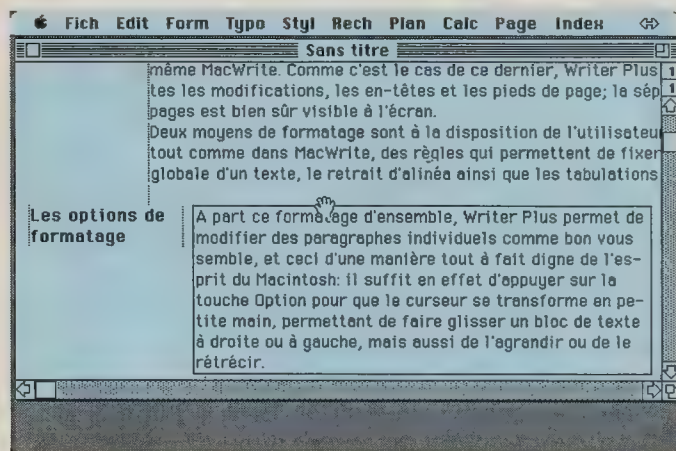 Fich Edit Form Typo Styl Rech Plan Calc Page Index
Sans titre
même MacWrite. Comme c'est le cas de ce dernier, Writer Plus
tes les modifications, les en-têtes et les pieds de page; la sép
pages est bien sûr visible à l'écran.
Deux moyens de formatage sont à la disposition de l'utilisateu
tout comme dans MacWrite, des règles qui permettent de fixer
globale d'un texte, le retrait d'alinéa ainsi que les tabulations
Les options de
formatage
A part ce formatage d'ensemble, Writer Plus permet de
modifier des paragraphes individuels comme bon vous
semble, et ceci d'une manière tout à fait digne de l'es-
prit du Macintosh: il suffit en effet d'appuyer sur la
touche Option pour que le curseur se transforme en pe-
tite main, permettant de faire glisser un bloc de texte
à droite ou à gauche, mais aussi de l'agrandir ou de le
rétrécir.